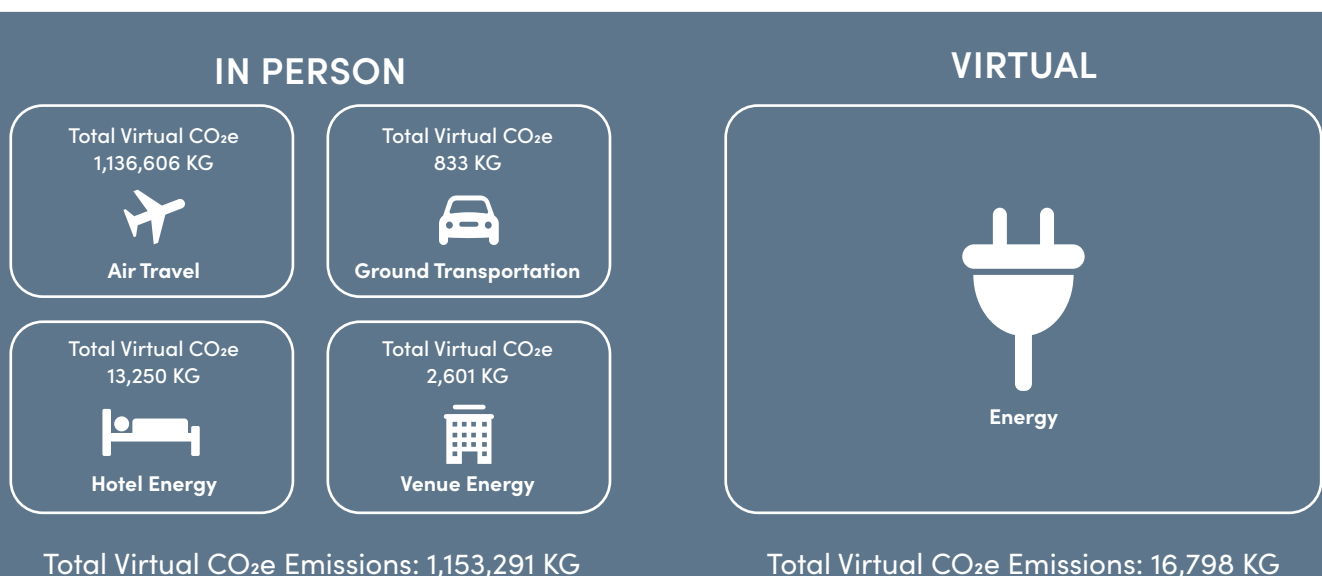 IN PERSON
Total Virtual CO₂e
1,136,606 KG
Air Travel
Total Virtual CO₂e
833 KG
Ground Transportation
Total Virtual CO₂e
13,250 KG
Hotel Energy
Total Virtual CO₂e
2,601 KG
Venue Energy
Total Virtual CO₂e Emissions: 1,153,291 KG
VIRTUAL
Energy
Total Virtual CO₂e Emissions: 16,798 KG